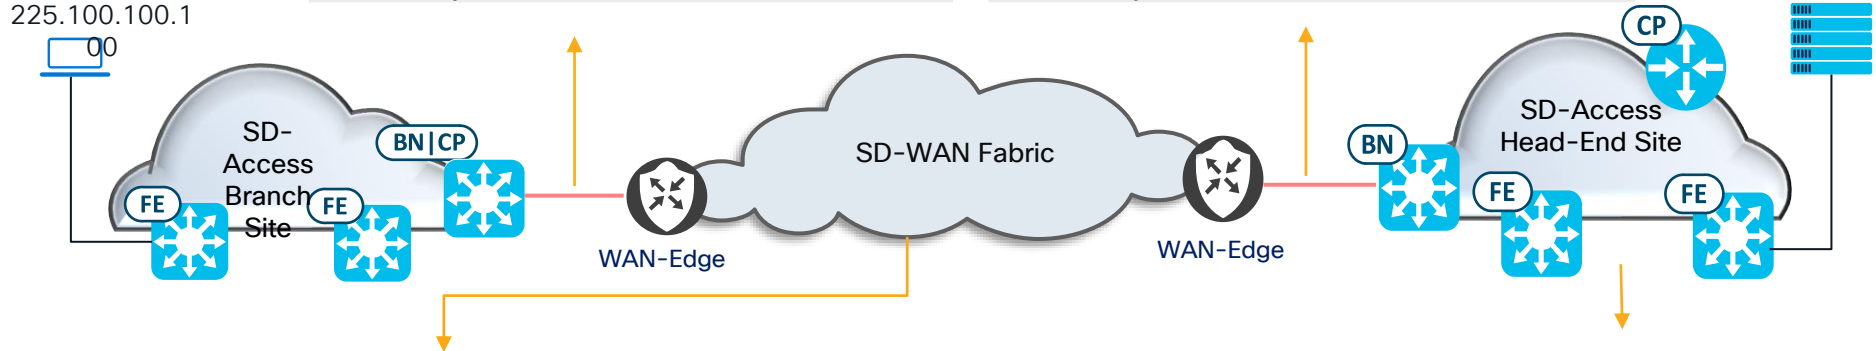 225.100.100.1
00
CP
SD-
Access
Branch
Site
BN|CP
FE
FE
SD-WAN Fabric
WAN-Edge
WAN-Edge
BN
SD-Access
Head-End Site
FE
FE